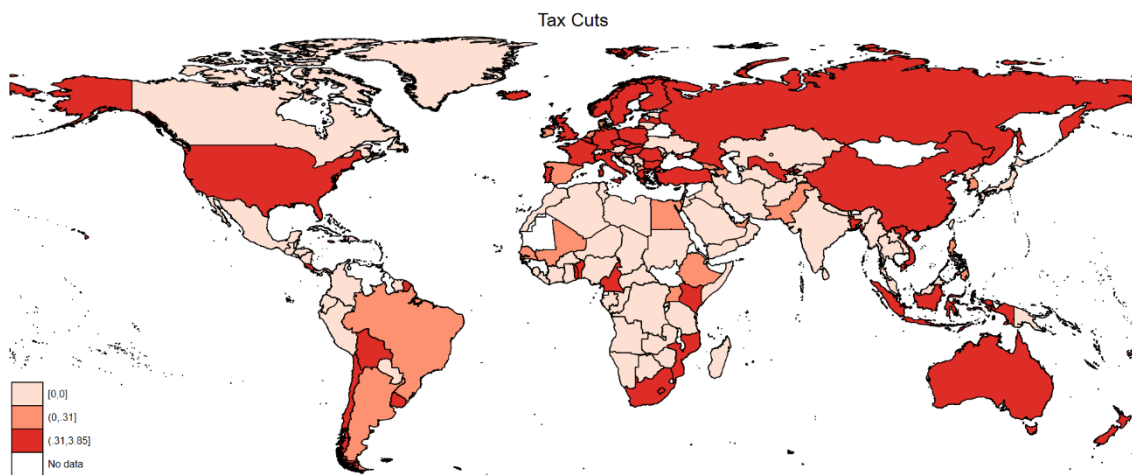 Tax Cuts
[0,0]
(0,.31]
(.31,3.85]
No data